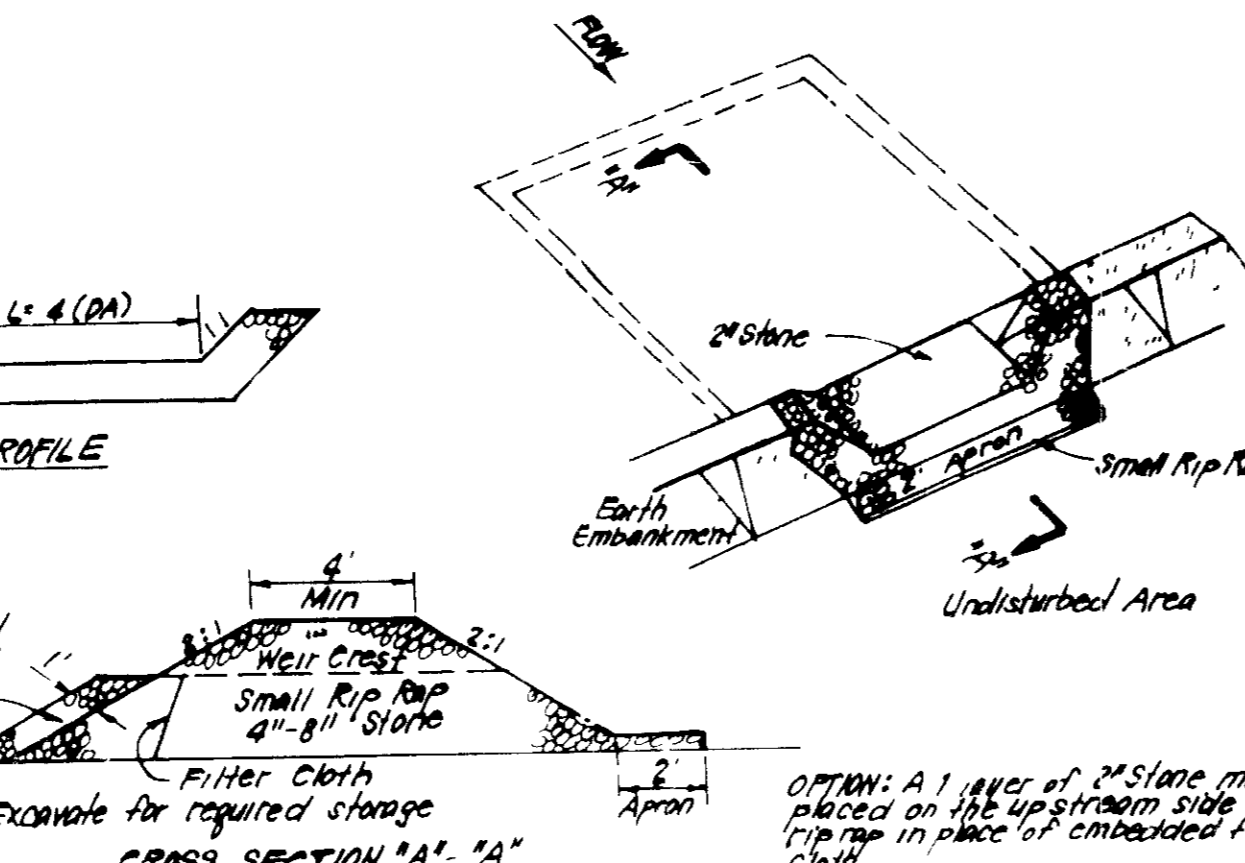 FLOW
"A"
L= 4 (DA)
2" Stone
ROFILE
2' Apron
Small Rip R
Earth
Embankment
"A"
Undisturbed Area
4'
Min
2:1
Weir Crest
1'
Small Rip Rap
4"-8" Stone
Filter Cloth
2'
Apron
Excavate for required storage
CROSS SECTION "A"-"A"
OPTION: A 1' layer of 2" Stone m
placed on the upstream side
riprap in place of embedded f
cloth